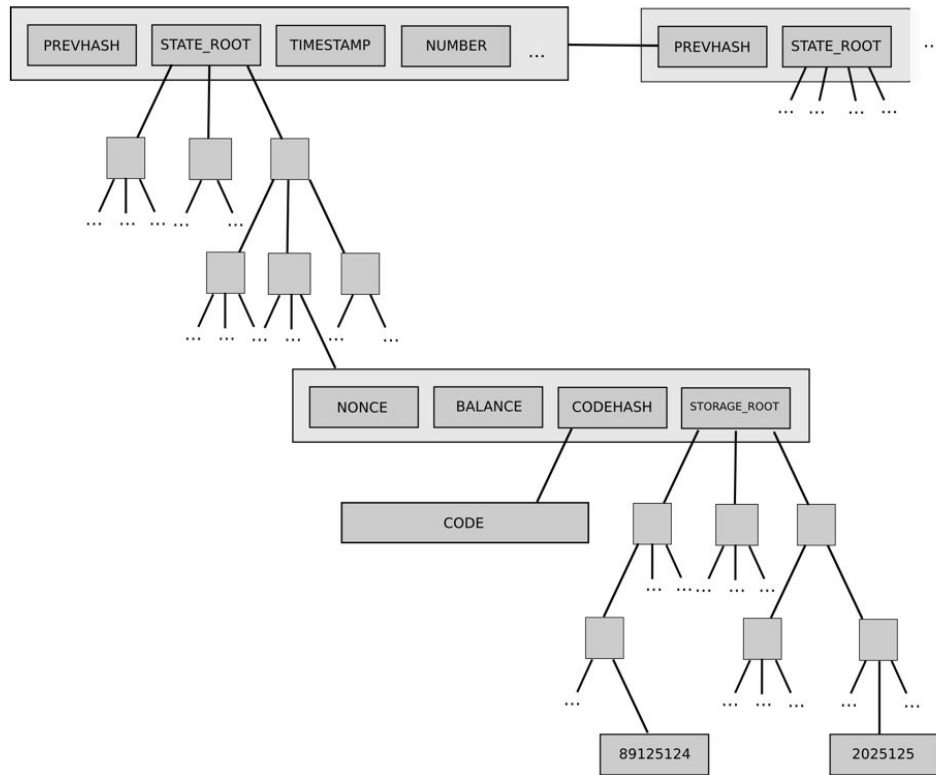 PREVHASH STATE_ROOT TIMESTAMP NUMBER ... PREVHASH STATE_ROOT ...
... ... ... ...
... ... ... ... ...
... ... ... ... ... ... ...
NONCE BALANCE CODEHASH STORAGE_ROOT
CODE
... ... ... ... ...
... ... ... ... ...
89125124 2025125